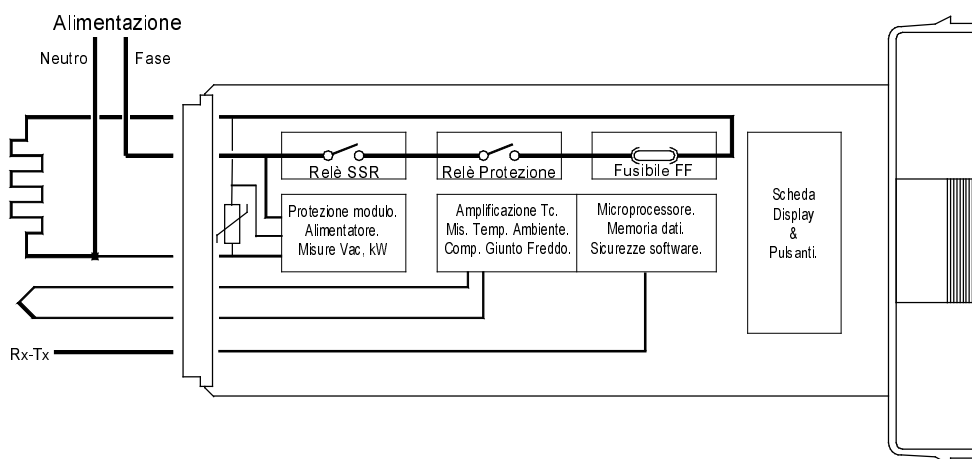 Alimentazione
Neutro
Fase
Relè SSR
Relè Protezione
Fusibile FF
Protezione modulo.
Alimentatore.
Misure Vac, kW
Amplificazione Tc.
Mis. Temp. Ambiente.
Comp. Giunto Freddo.
Microprocessore.
Memoria dati.
Sicurezze software.
Scheda
Display
&
Pulsanti.
Rx-Tx